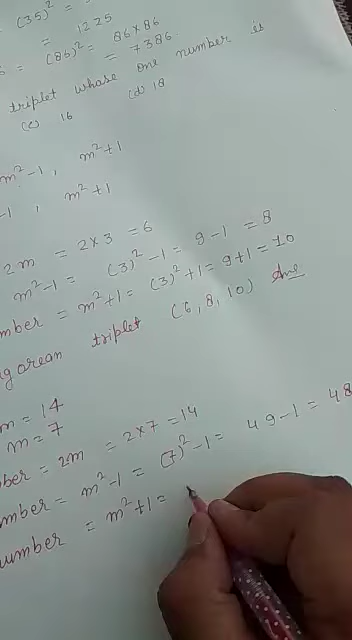 (35)² =
= 1225
= (86)² = 86×86
= 7386
triplet whose one number is
(c) 16 (d) 18
m²-1, m²+1
-1, m²+1
2m = 2×3 = 6
m²-1 = (3)²-1 = 9-1 = 8
mber = m²+1 = (3)²+1 = 9+1 = 10
agorean triplet (6, 8, 10) Ans
m = 14
m = 7
ber = 2m = 2×7 = 14
mber = m²-1 = (7)²-1 = 49-1 = 48
number = m²+1 =